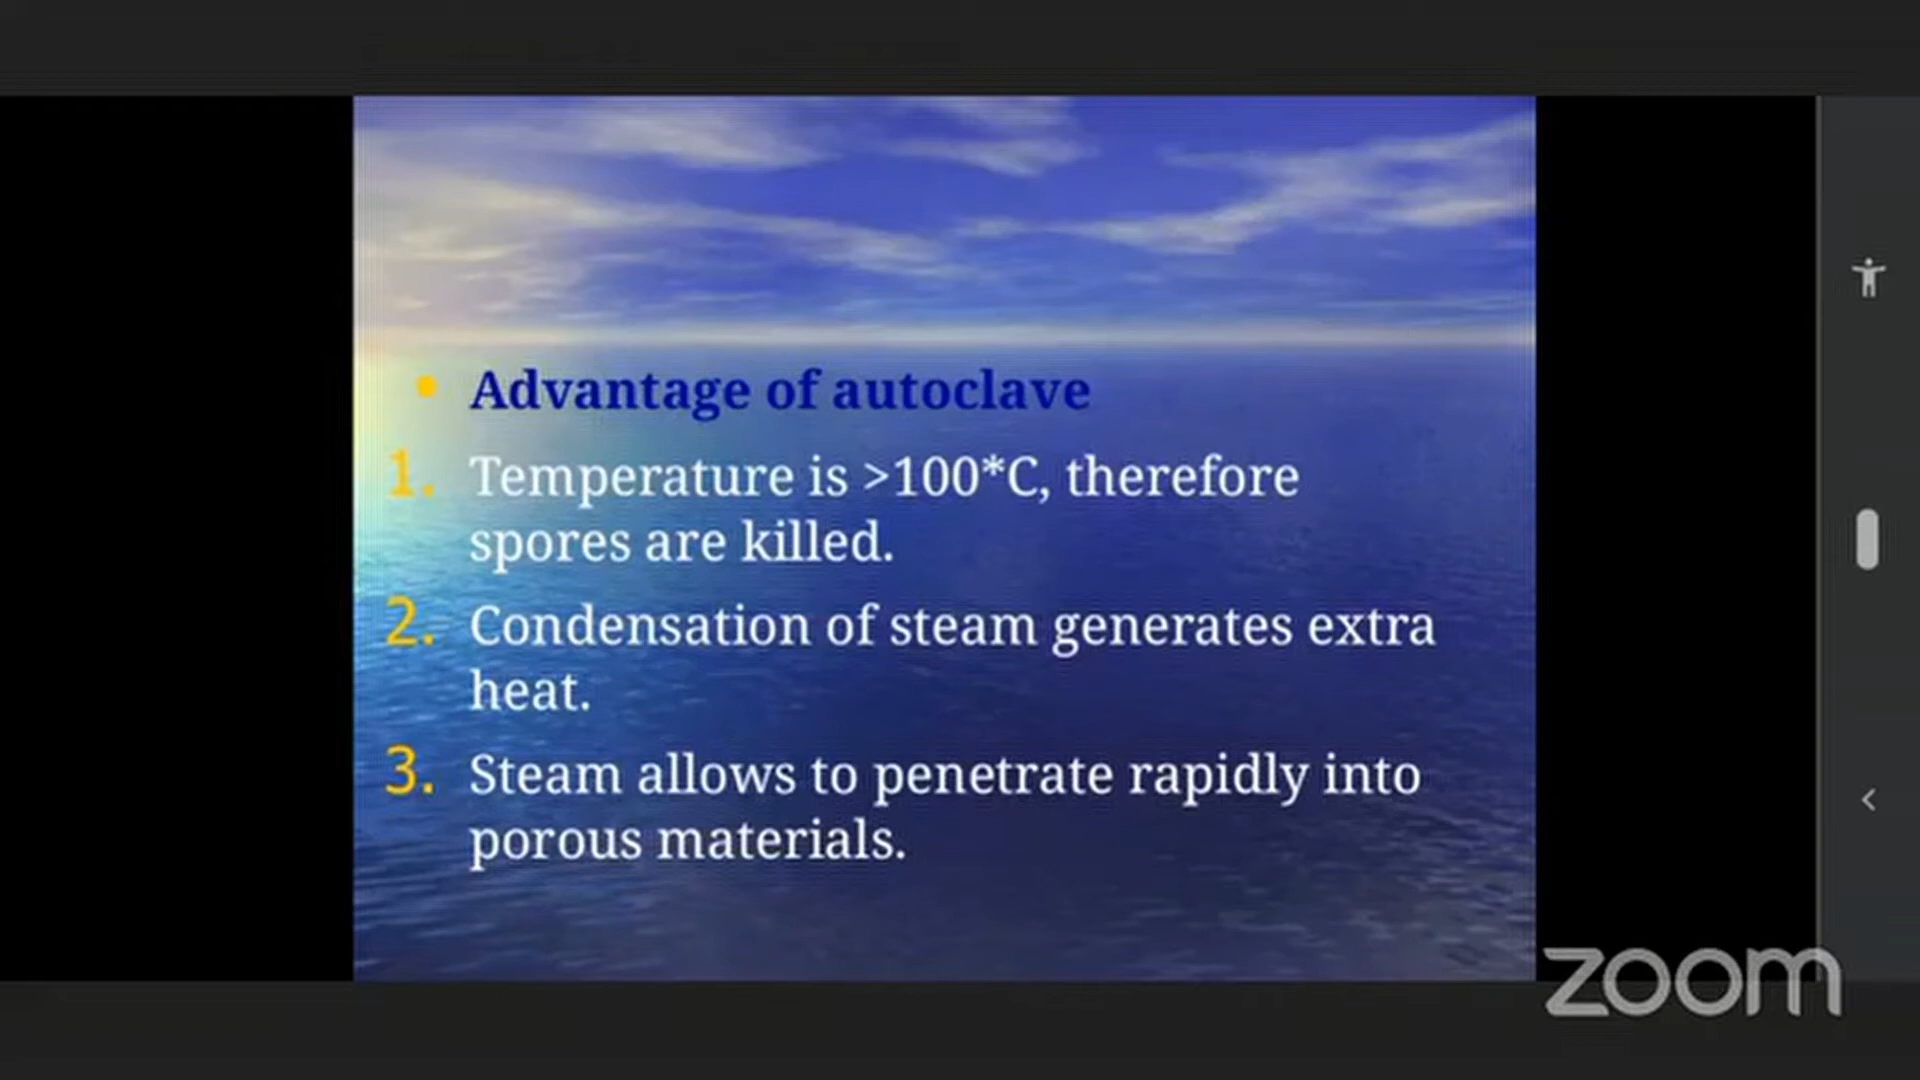 • Advantage of autoclave
1. Temperature is >100*C, therefore
spores are killed.
2. Condensation of steam generates extra
heat.
3. Steam allows to penetrate rapidly into
porous materials.
zoom